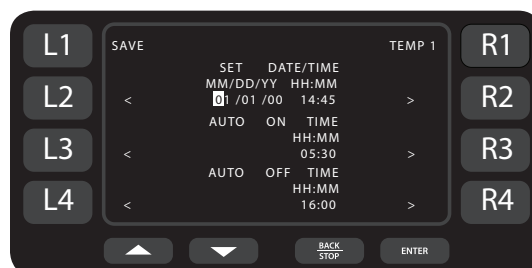 L1 SAVE TEMP 1 R1
SET DATE/TIME
MM/DD/YY HH:MM
L2 < 01 /01 /00 14:45 > R2
AUTO ON TIME
HH:MM
L3 < 05:30 > R3
AUTO OFF TIME
HH:MM
L4 < 16:00 > R4
BACK
STOP
ENTER